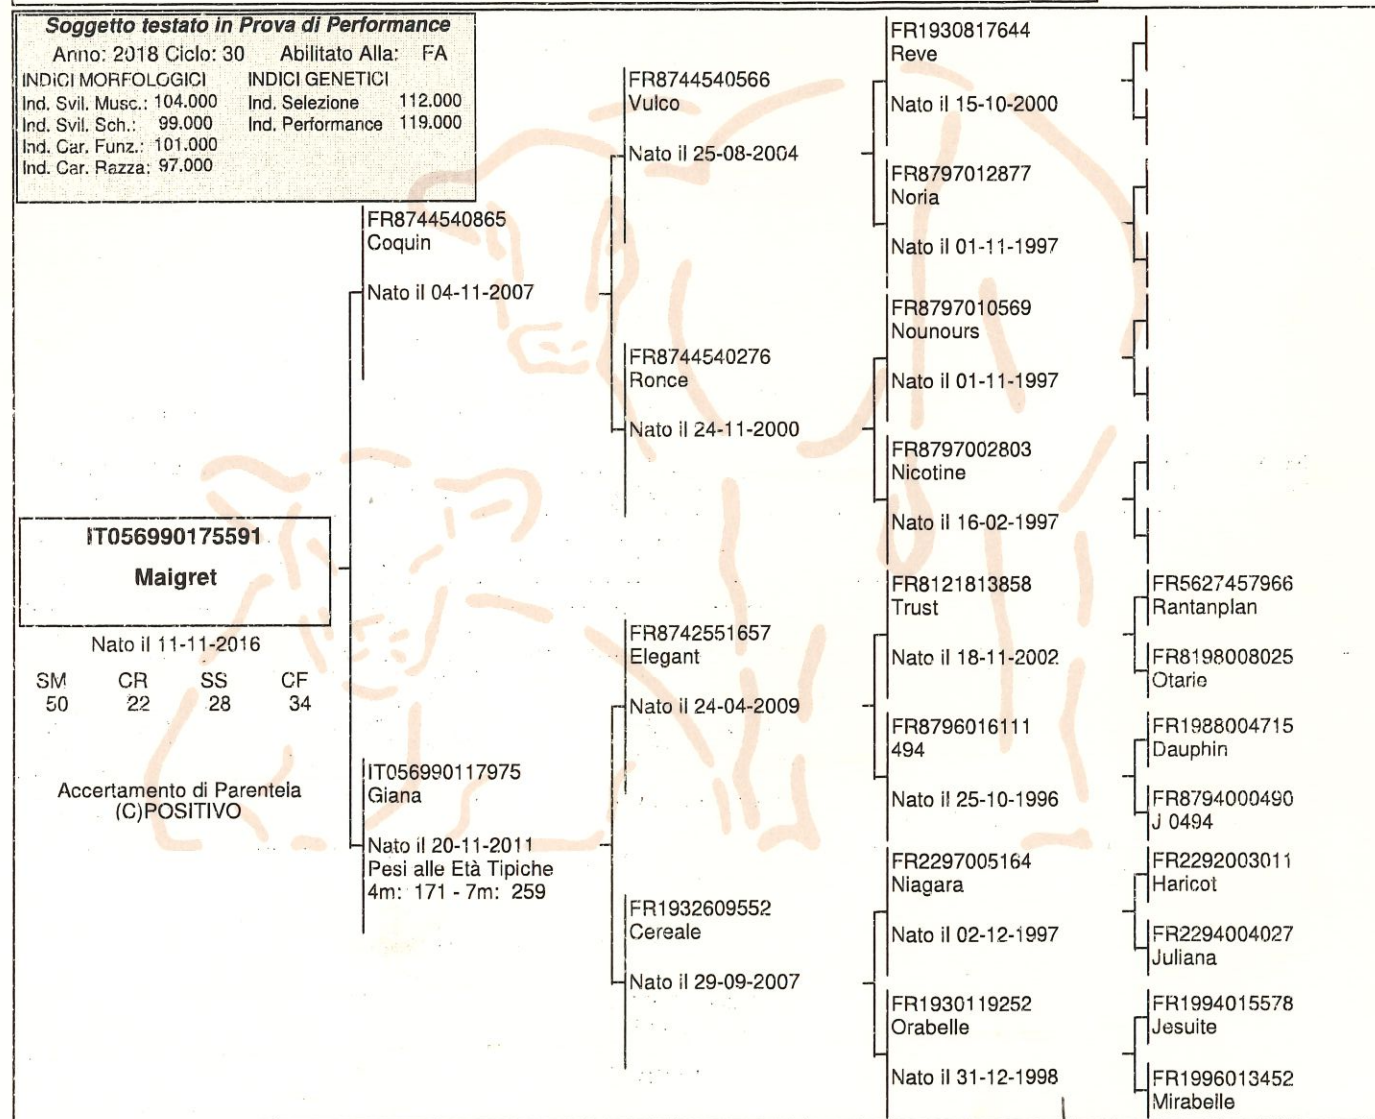 Soggetto testato in Prova di Performance
Anno: 2018 Ciclo: 30 Abilitato Alla: FA
INDICI MORFOLOGICI INDICI GENETICI
Ind. Svil. Musc.: 104.000 Ind. Selezione 112.000
Ind. Svil. Sch.: 99.000 Ind. Performance 119.000
Ind. Car. Funz.: 101.000
Ind. Car. Razza: 97.000
IT056990175591
Maigret
Nato il 11-11-2016
SM CR SS CF
50 22 28 34
Accertamento di Parentela
(C)POSITIVO
FR8744540865
Coquin
Nato il 04-11-2007
IT056990117975
Giana
Nato il 20-11-2011
Pesi alle Età Tipiche
4m: 171 - 7m: 259
FR8744540566
Vulco
Nato il 25-08-2004
FR8744540276
Ronce
Nato il 24-11-2000
FR8742551657
Elegant
Nato il 24-04-2009
FR1932609552
Cereale
Nato il 29-09-2007
FR1930817644
Reve
Nato il 15-10-2000
FR8797012877
Noria
Nato il 01-11-1997
FR8797010569
Nounours
Nato il 01-11-1997
FR8797002803
Nicotine
Nato il 16-02-1997
FR8121813858
Trust
Nato il 18-11-2002
FR8796016111
494
Nato il 25-10-1996
FR2297005164
Niagara
Nato il 02-12-1997
FR1930119252
Orabelle
Nato il 31-12-1998
FR5627457966
Rantanplan
FR8198008025
Otarie
FR1988004715
Dauphin
FR8794000490
J 0494
FR2292003011
Haricot
FR2294004027
Juliana
FR1994015578
Jesuite
FR1996013452
Mirabelle